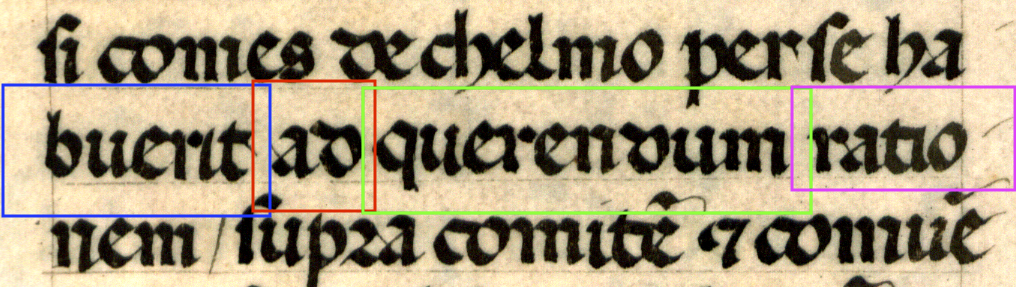 si comes de chelmo per se ha
buerit ad querendum ratio
nem / supra comitē ⁊ comuē